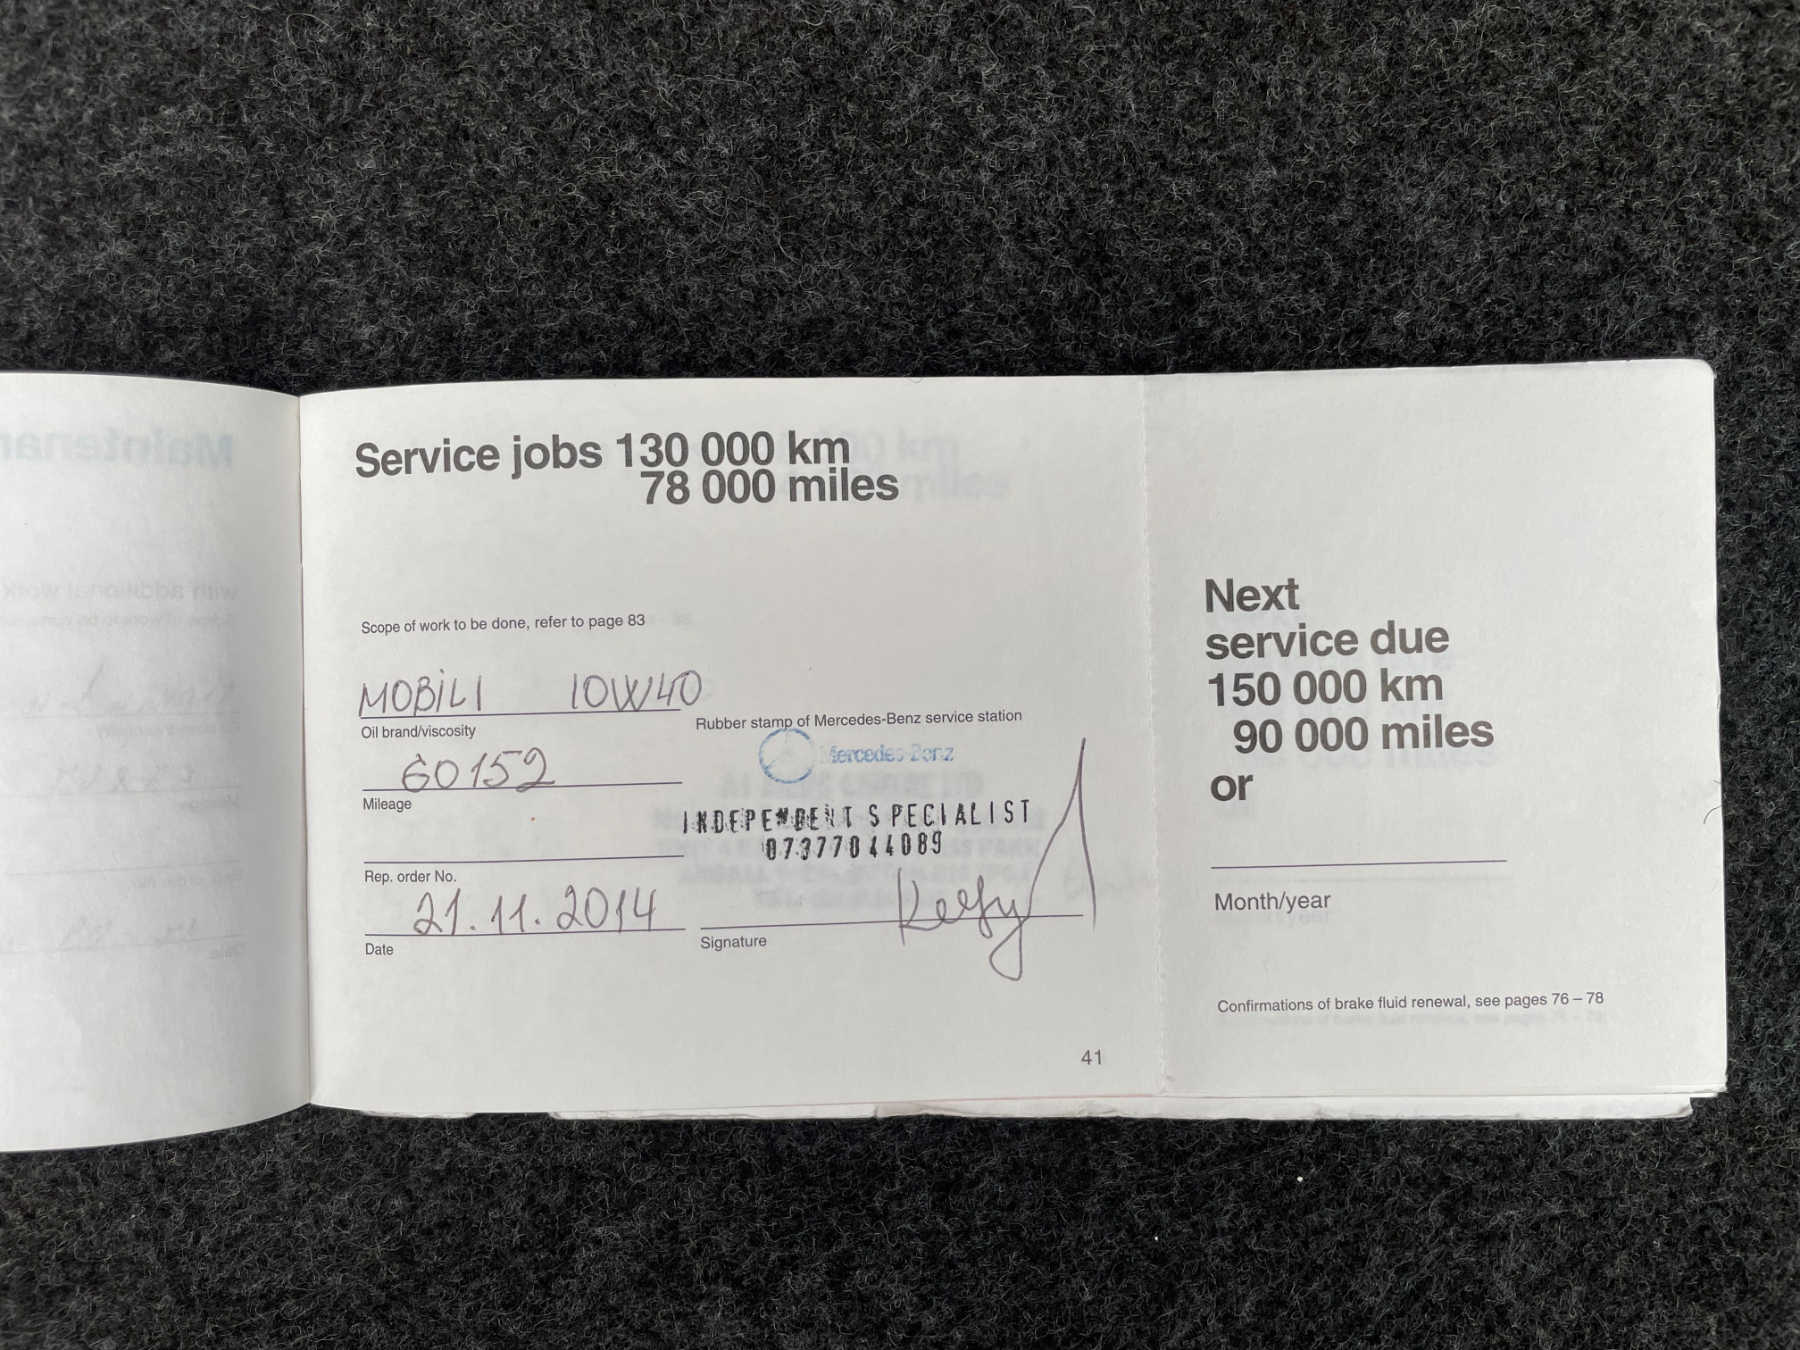 Service jobs 130 000 km
78 000 miles
Scope of work to be done, refer to page 83
MOBIL1 10W40
Oil brand/viscosity
60152
Mileage
Rep. order No.
21.11.2014
Date
Rubber stamp of Mercedes-Benz service station
Mercedes-Benz
INDEPENDENT SPECIALIST
07377044089
Signature
41
Next
service due
150 000 km
90 000 miles
or
Month/year
Confirmations of brake fluid renewal, see pages 76 – 78